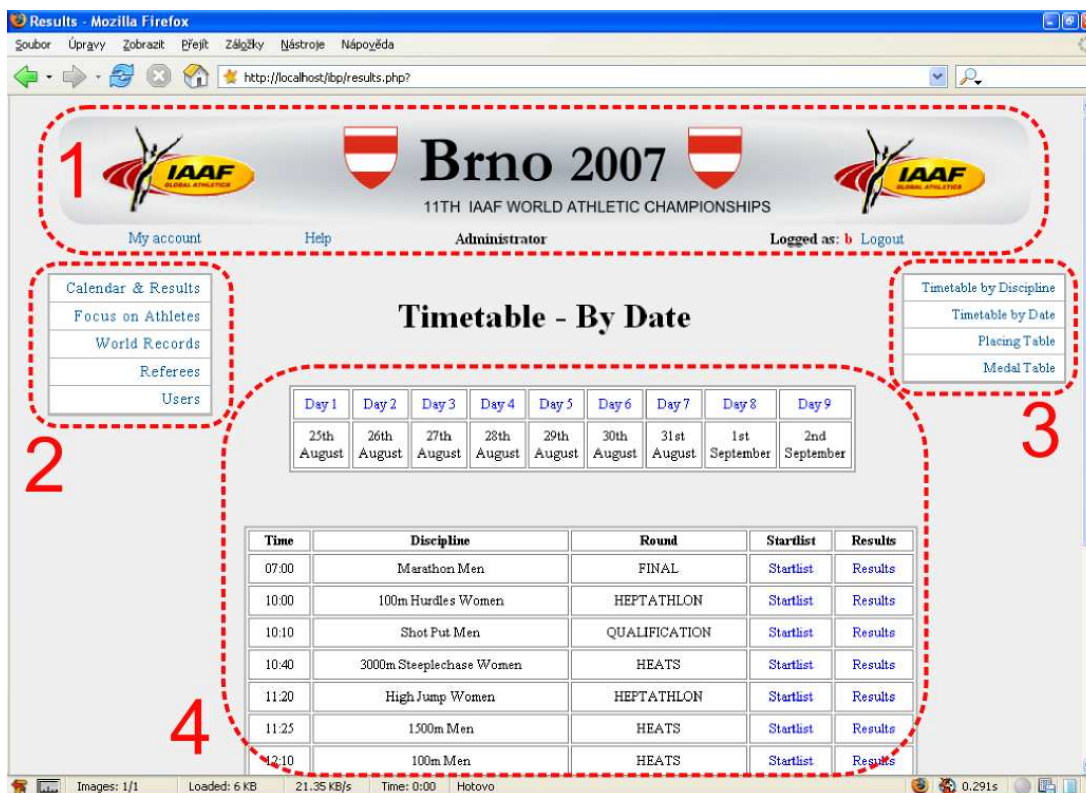 Results - Mozilla Firefox
Soubor Úpravy Zobrazit Přejít Záložky Nástroje Nápověda
http://localhost/ibp/results.php?
1
IAAF
GLOBAL ATHLETICS
Brno 2007
11TH IAAF WORLD ATHLETIC CHAMPIONSHIPS
IAAF
GLOBAL ATHLETICS
My account Help Administrator Logged as: b Logout
Calendar & Results
Focus on Athletes
World Records
Referees
Users
2
Timetable - By Date
Timetable by Discipline
Timetable by Date
Placing Table
Medal Table
3
Day 1 Day 2 Day 3 Day 4 Day 5 Day 6 Day 7 Day 8 Day 9
25th August 26th August 27th August 28th August 29th August 30th August 31st August 1st September 2nd September
Time Discipline Round Startlist Results
07:00 Marathon Men FINAL Startlist Results
10:00 100m Hurdles Women HEPTATHLON Startlist Results
10:10 Shot Put Men QUALIFICATION Startlist Results
10:40 3000m Steeplechase Women HEATS Startlist Results
11:20 High Jump Women HEPTATHLON Startlist Results
11:25 1500m Men HEATS Startlist Results
12:10 100m Men HEATS Startlist Results
4
Images: 1/1 Loaded: 6 KB 21.35 KB/s Time: 0:00 Hotovo 0.291s